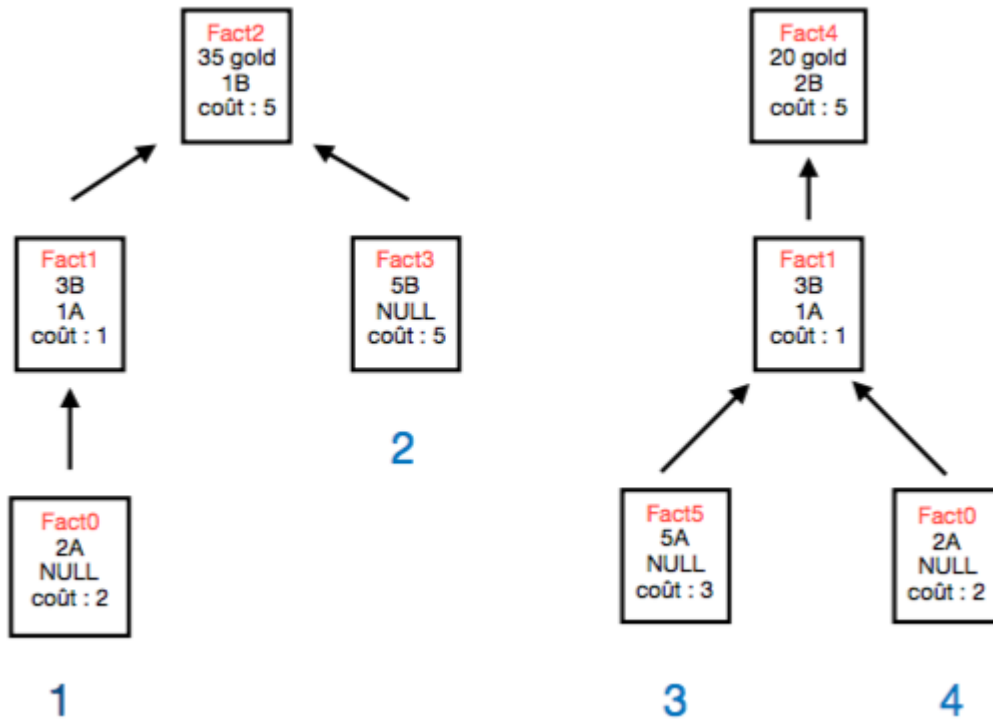 Fact2
35 gold
1B
coût : 5
Fact4
20 gold
2B
coût : 5
Fact1
3B
1A
coût : 1
Fact3
5B
NULL
coût : 5
Fact1
3B
1A
coût : 1
2
Fact0
2A
NULL
coût : 2
Fact5
5A
NULL
coût : 3
Fact0
2A
NULL
coût : 2
1
3
4